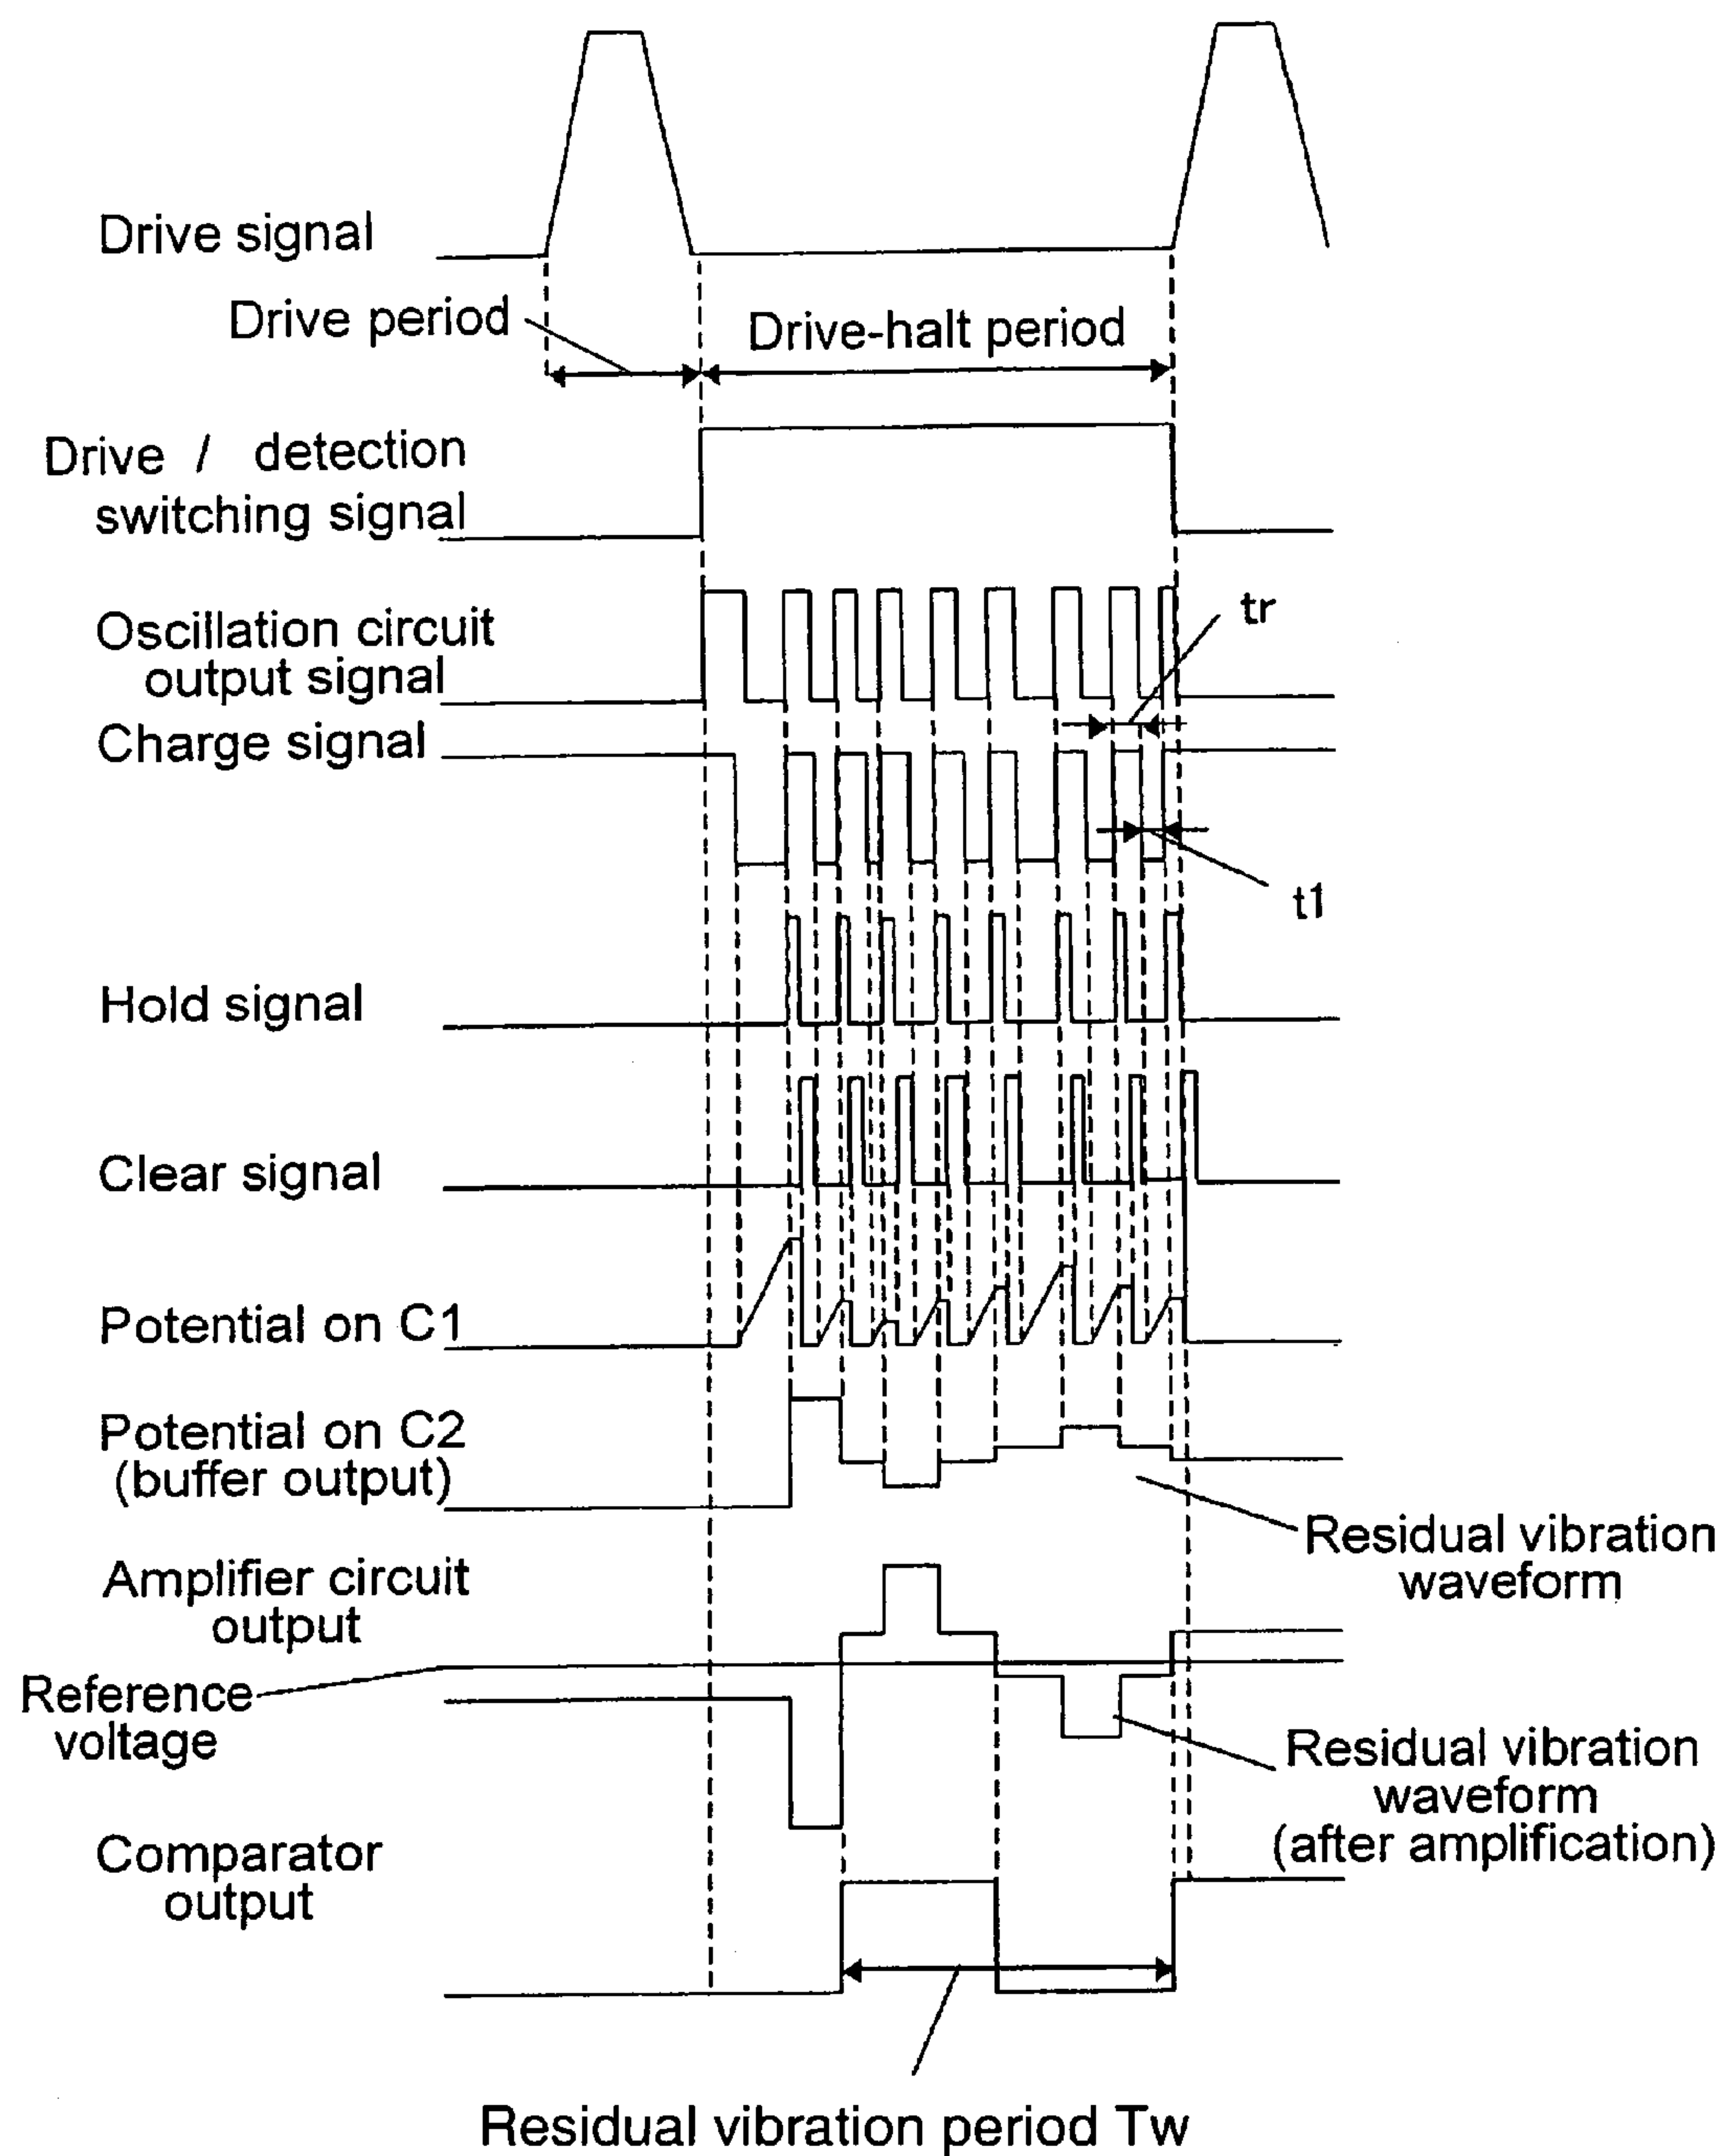 Drive signal
Drive period
Drive-halt period
Drive / detection
switching signal
Oscillation circuit
output signal
tr
Charge signal
t1
Hold signal
Clear signal
Potential on C1
Potential on C2
(buffer output)
Residual vibration
waveform
Amplifier circuit
output
Reference
voltage
Residual vibration
waveform
(after amplification)
Comparator
output
Residual vibration period Tw